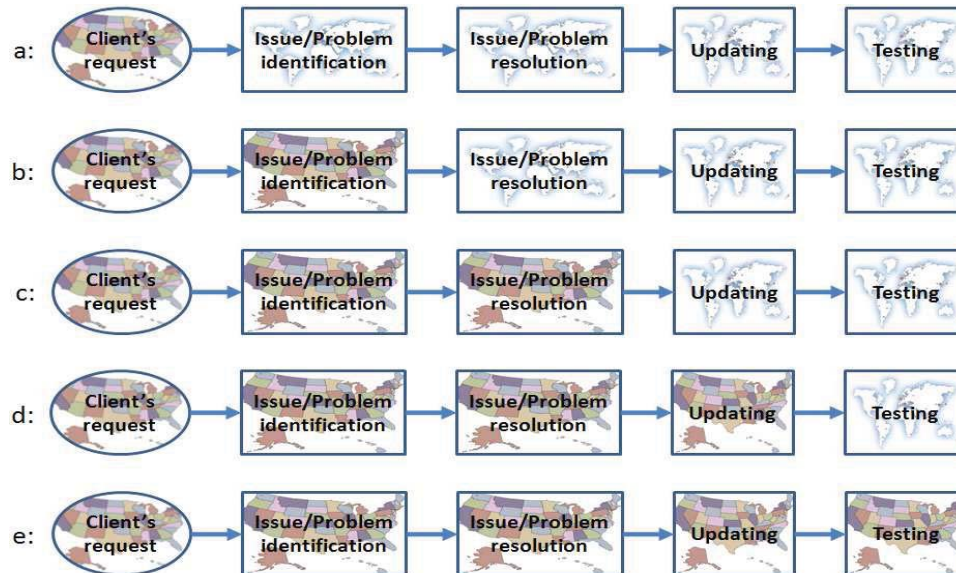 a:
Client's
request
Issue/Problem
identification
Issue/Problem
resolution
Updating
Testing
b:
Client's
request
Issue/Problem
identification
Issue/Problem
resolution
Updating
Testing
c:
Client's
request
Issue/Problem
identification
Issue/Problem
resolution
Updating
Testing
d:
Client's
request
Issue/Problem
identification
Issue/Problem
resolution
Updating
Testing
e:
Client's
request
Issue/Problem
identification
Issue/Problem
resolution
Updating
Testing